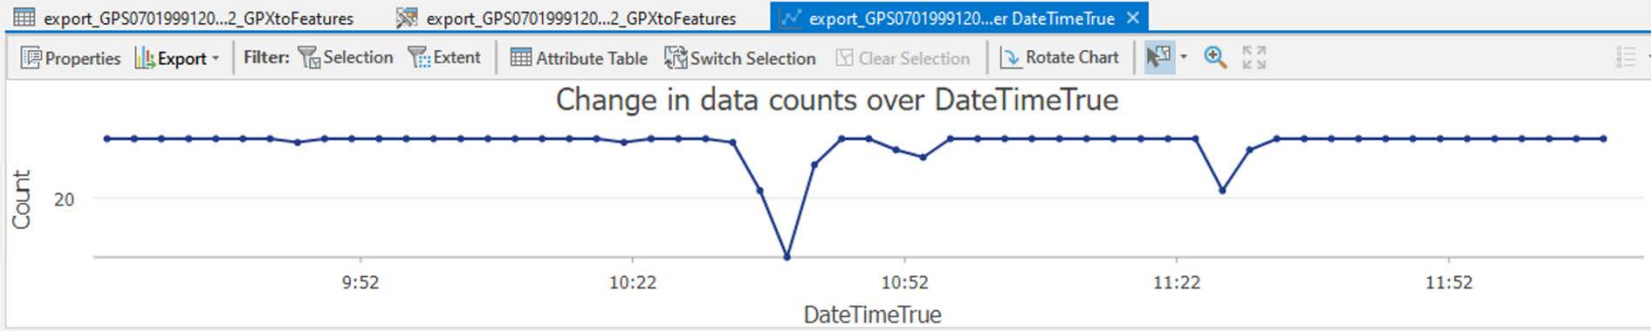 export_GPS0701999120...2_GPXtoFeatures export_GPS0701999120...2_GPXtoFeatures export_GPS0701999120...er DateTimeTrue
Properties Export Filter: Selection Extent Attribute Table Switch Selection Clear Selection Rotate Chart
Change in data counts over DateTimeTrue
Count
20
9:52 10:22 10:52 11:22 11:52
DateTimeTrue